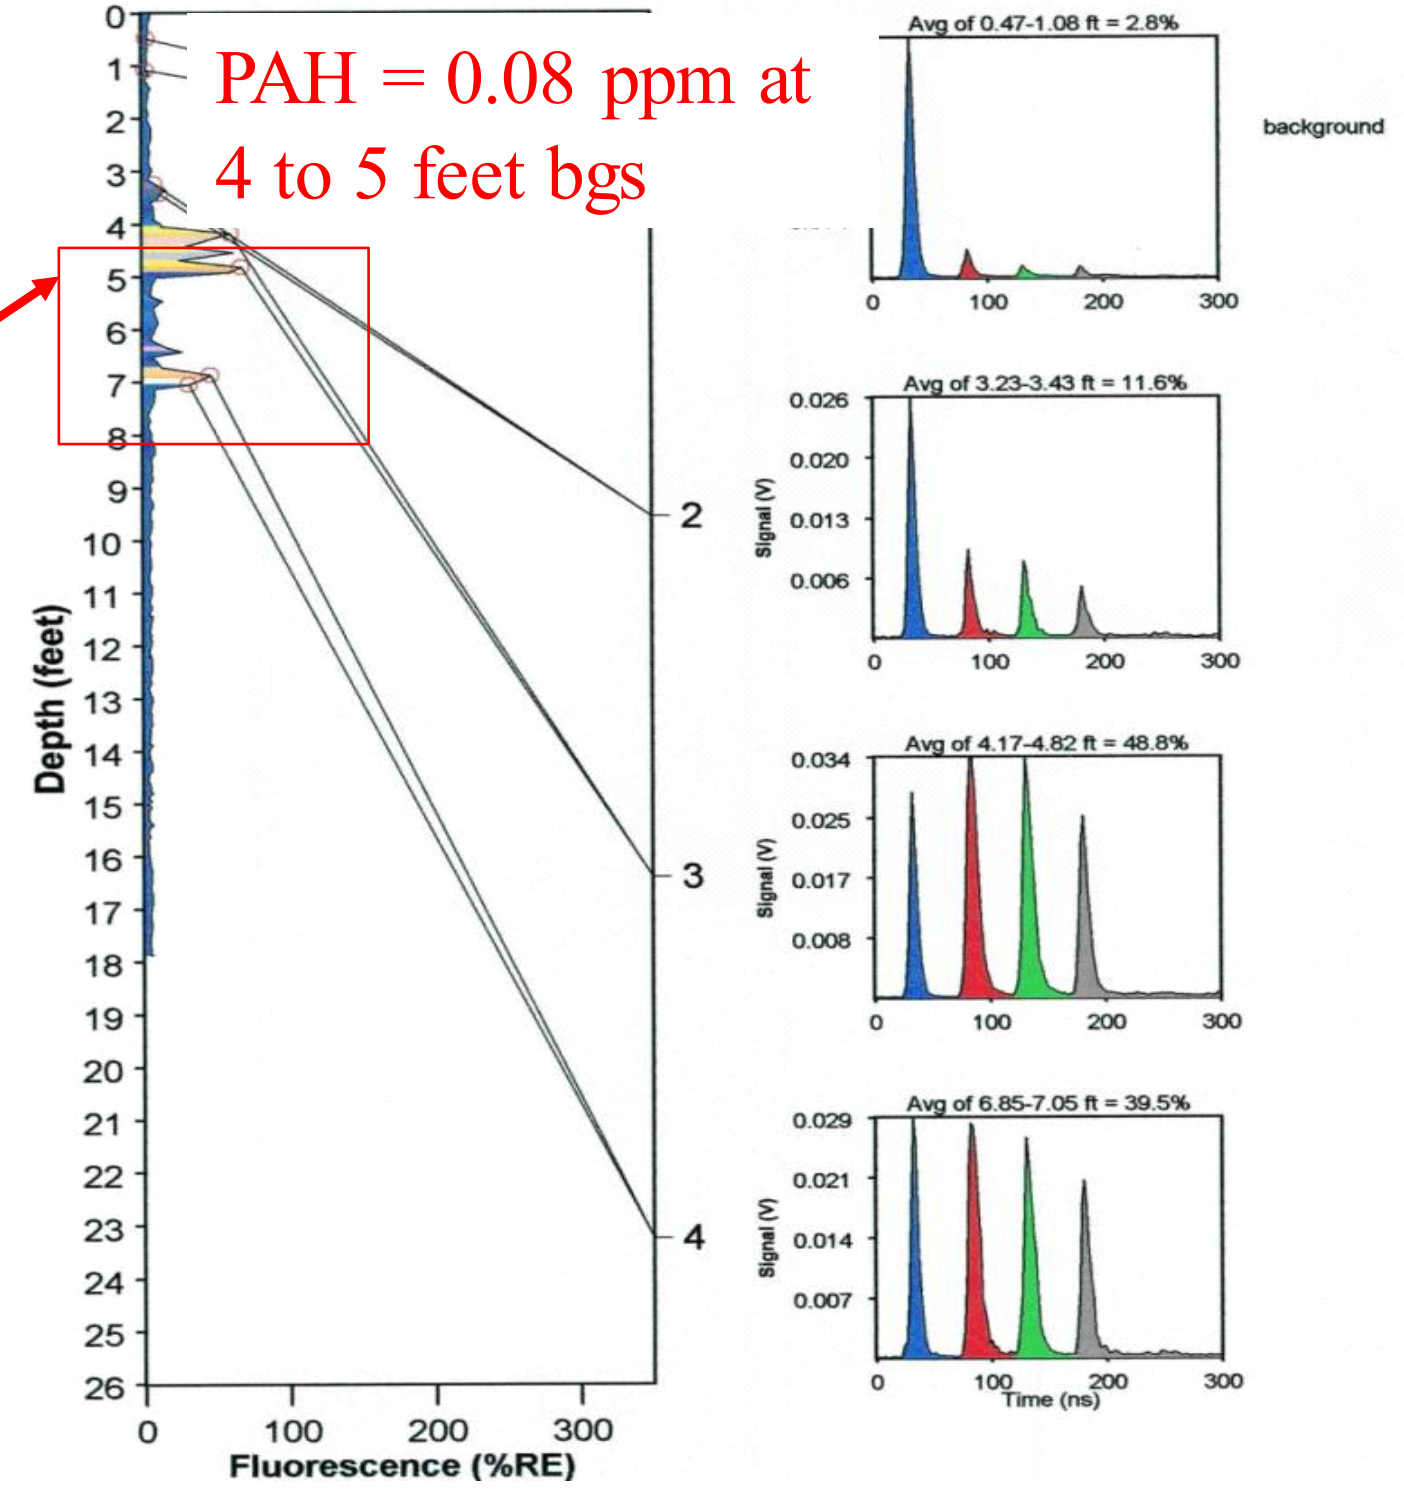 PAH = 0.08 ppm at
4 to 5 feet bgs
0
1
2
3
4
5
6
7
8
9
10
11
12
13
14
15
16
17
18
19
20
21
22
23
24
25
26
Depth (feet)
0 100 200 300
Fluorescence (%RE)
2
3
4
Avg of 0.47-1.08 ft = 2.8%
background
0 100 200 300
Avg of 3.23-3.43 ft = 11.6%
0.026
0.020
0.013
0.006
Signal (V)
0 100 200 300
Avg of 4.17-4.82 ft = 48.8%
0.034
0.025
0.017
0.008
Signal (V)
0 100 200 300
Avg of 6.85-7.05 ft = 39.5%
0.029
0.021
0.014
0.007
Signal (V)
0 100 200 300
Time (ns)